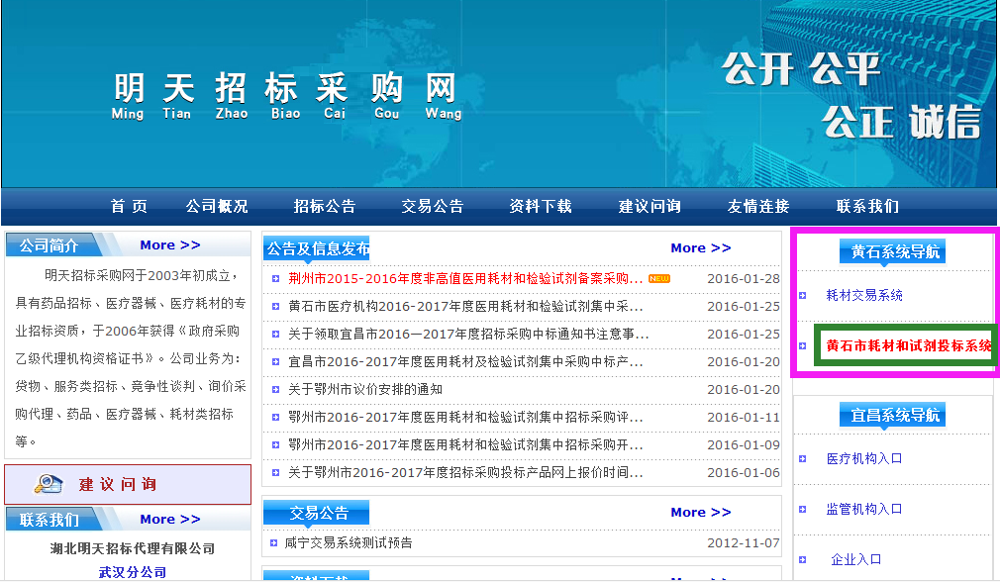 公开 公平
公正 诚信
明天招标采购网
Ming Tian Zhao Biao Cai Gou Wang
首 页 公司概况 招标公告 交易公告 资料下载 建议问询 友情连接 联系我们
公司简介 More >>
明天招标采购网于2003年初成立，
具有药品招标、医疗器械、医疗耗材的专
业招标资质，于2006年获得《政府采购
乙级代理机构资格证书》。公司业务为：
货物、服务类招标、竞争性谈判、询价采
购代理、药品、医疗器械、耗材类招标
等。
建 议 问 询
联系我们 More >>
湖北明天招标代理有限公司
武汉分公司
公告及信息发布 More >>
荆州市2015-2016年度非高值医用耗材和检验试剂备案采购... NEW 2016-01-28
黄石市医疗机构2016-2017年度医用耗材和检验试剂集中采... 2016-01-25
关于领取宜昌市2016—2017年度招标采购中标通知书注意事... 2016-01-25
宜昌市2016-2017年度医用耗材及检验试剂集中采购中标产... 2016-01-20
关于鄂州市议价安排的通知 2016-01-20
鄂州市2016-2017年度医用耗材和检验试剂集中招标采购评... 2016-01-11
鄂州市2016-2017年度医用耗材和检验试剂集中招标采购开... 2016-01-09
关于鄂州市2016-2017年度招标采购投标产品网上报价时间... 2016-01-06
交易公告 More >>
咸宁交易系统测试预告 2012-11-07
资料下载 More >>
黄石系统导航
耗材交易系统
黄石市耗材和试剂投标系统
宜昌系统导航
医疗机构入口
监管机构入口
企业入口